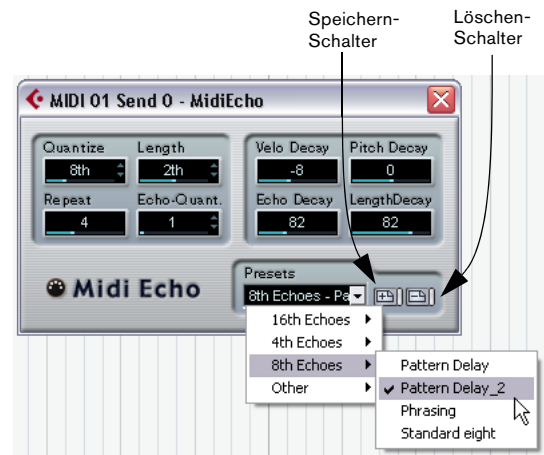 Speichern-
Schalter
Löschen-
Schalter
MIDI 01 Send 0 - MidiEcho
Quantize Length Velo Decay Pitch Decay
8th 2th -8 0
Repeat Echo-Quant. Echo Decay LengthDecay
4 1 82 82
Midi Echo
Presets
8th Echoes - Pa
16th Echoes
4th Echoes
8th Echoes
Other
Pattern Delay
Pattern Delay_2
Phrasing
Standard eight